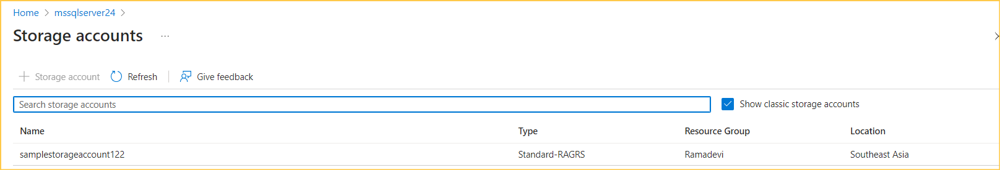 Home > mssqlserver24 >
Storage accounts ...
+ Storage account Refresh Give feedback
Search storage accounts Show classic storage accounts
Name Type Resource Group Location
samplestorageaccount122 Standard-RAGRS Ramadevi Southeast Asia